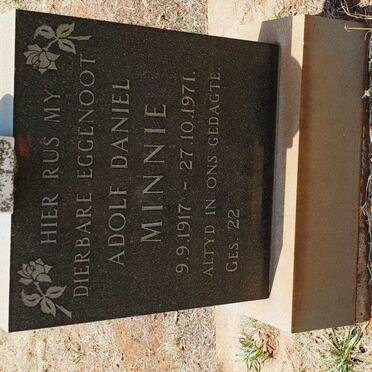 HIER RUS MY
DIERBARE EGGENOOT
ADOLF DANIEL
MINNIE
9.9.1917 - 27.10.1971.
ALTYD IN ONS GEDAGTE
GES. 22